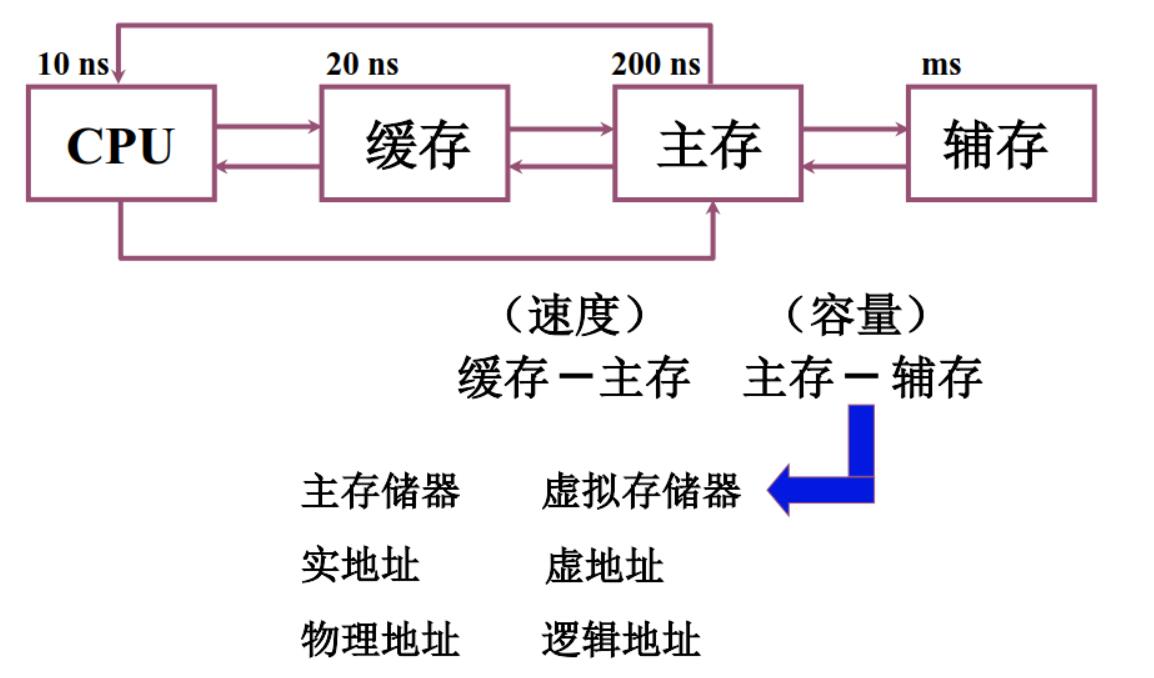 10 ns 20 ns 200 ns ms
CPU 缓存 主存 辅存
（速度） （容量）
缓存－主存 主存－辅存
主存储器 虚拟存储器
实地址 虚地址
物理地址 逻辑地址